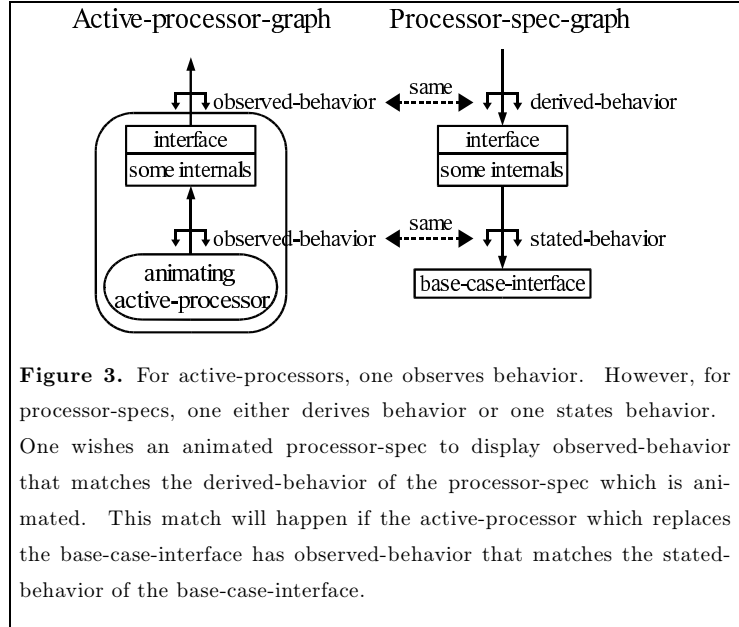 Active-processor-graph Processor-spec-graph
observed-behavior same derived-behavior
interface interface
some internals some internals
observed-behavior same stated-behavior
animating
active-processor base-case-interface
Figure 3. For active-processors, one observes behavior. However, for
processor-specs, one either derives behavior or one states behavior.
One wishes an animated processor-spec to display observed-behavior
that matches the derived-behavior of the processor-spec which is ani-
mated. This match will happen if the active-processor which replaces
the base-case-interface has observed-behavior that matches the stated-
behavior of the base-case-interface.